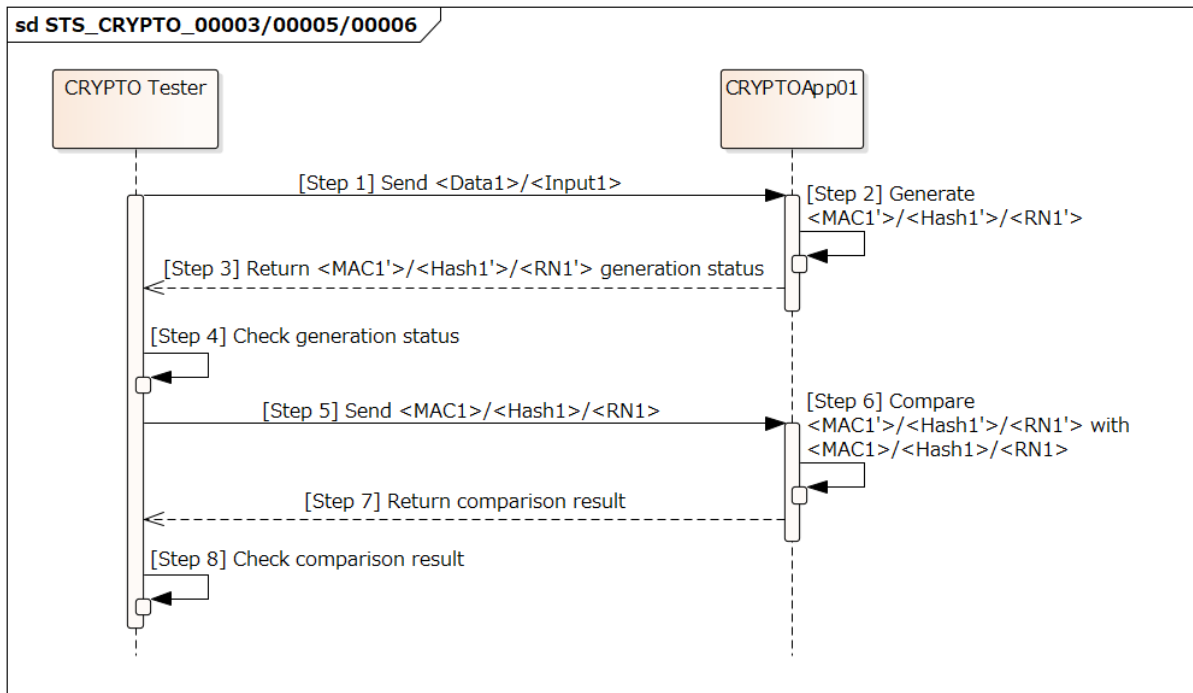 sd STS_CRYPTO_00003/00005/00006
CRYPTO Tester
CRYPTOApp01
[Step 1] Send <Data1>/<Input1>
[Step 2] Generate
<MAC1'>/<Hash1'>/<RN1'>
[Step 3] Return <MAC1'>/<Hash1'>/<RN1'> generation status
[Step 4] Check generation status
[Step 5] Send <MAC1>/<Hash1>/<RN1>
[Step 6] Compare
<MAC1'>/<Hash1'>/<RN1'> with
<MAC1>/<Hash1>/<RN1>
[Step 7] Return comparison result
[Step 8] Check comparison result